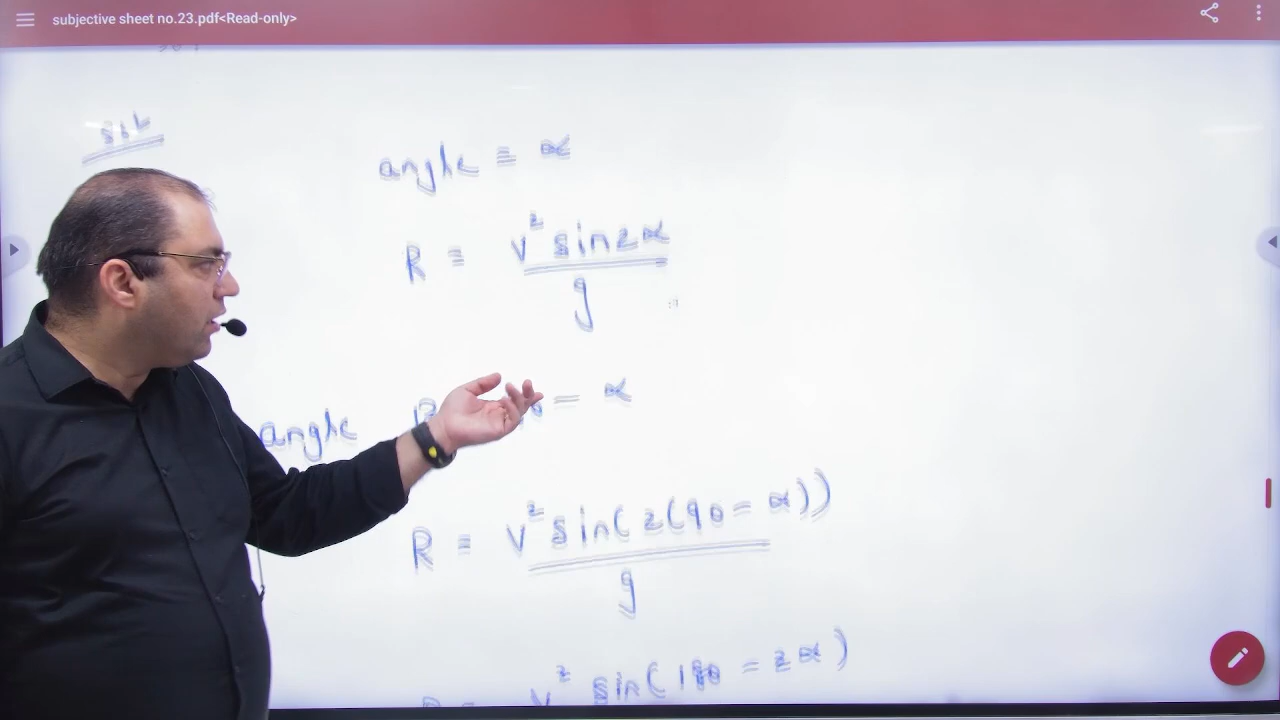 subjective sheet no.23.pdf<Read-only>
Sol
angle = α
R = v² sin2α
g
angle = α
R = v² sin(2(90 - α))
g
v² sin(180 - 2α)